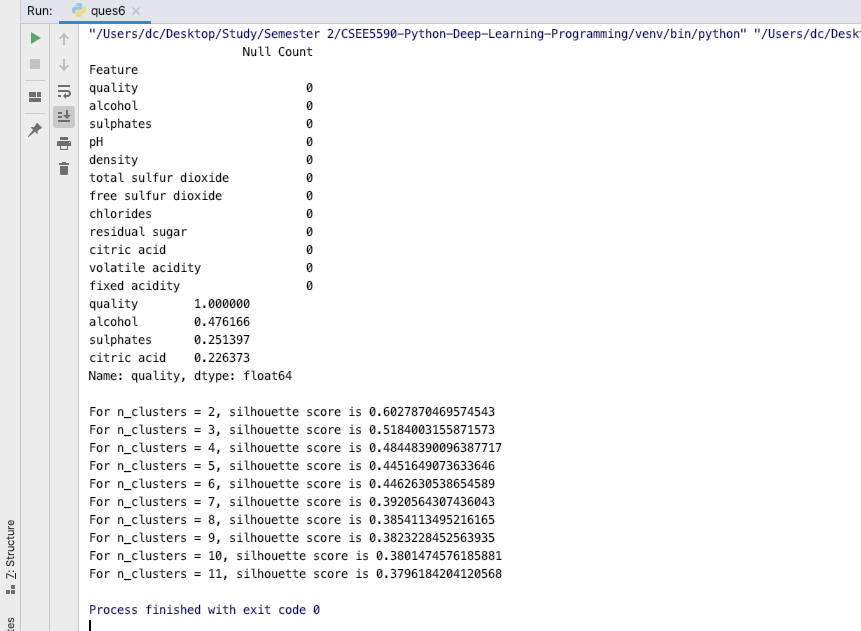 Run: ques6
"/Users/dc/Desktop/Study/Semester 2/CSEE5590-Python-Deep-Learning-Programming/venv/bin/python" "/Users/dc/Deskt
Null Count
Feature
quality 0
alcohol 0
sulphates 0
pH 0
density 0
total sulfur dioxide 0
free sulfur dioxide 0
chlorides 0
residual sugar 0
citric acid 0
volatile acidity 0
fixed acidity 0
quality 1.000000
alcohol 0.476166
sulphates 0.251397
citric acid 0.226373
Name: quality, dtype: float64
For n_clusters = 2, silhouette score is 0.6027870469574543
For n_clusters = 3, silhouette score is 0.5184003155871573
For n_clusters = 4, silhouette score is 0.48448390096387717
For n_clusters = 5, silhouette score is 0.4451649073633646
For n_clusters = 6, silhouette score is 0.4462630538654589
For n_clusters = 7, silhouette score is 0.3920564307436043
For n_clusters = 8, silhouette score is 0.3854113495216165
For n_clusters = 9, silhouette score is 0.3823228452563935
For n_clusters = 10, silhouette score is 0.3801474576185881
For n_clusters = 11, silhouette score is 0.3796184204120568
Process finished with exit code 0
Z: Structure
tes